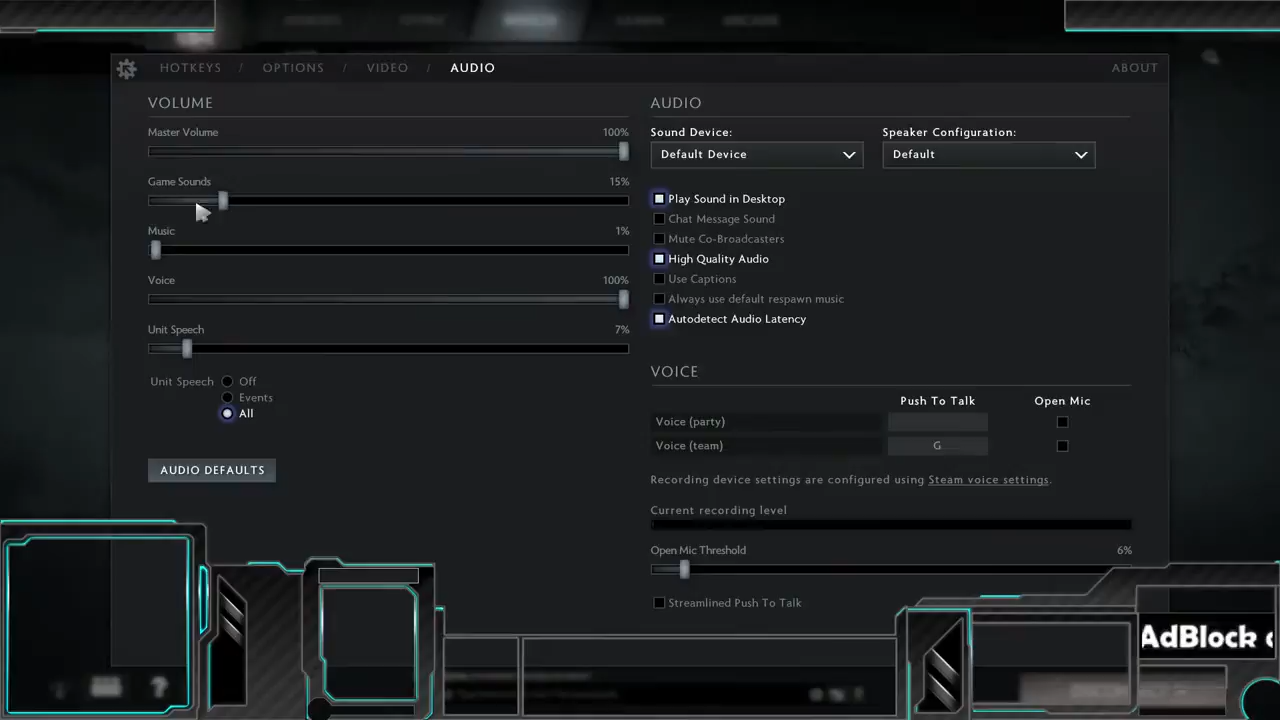 HOTKEYS / OPTIONS / VIDEO / AUDIO
ABOUT
VOLUME
Master Volume 100%
Game Sounds 15%
Music 1%
Voice 100%
Unit Speech 7%
Unit Speech Off
Events
All
AUDIO DEFAULTS
AUDIO
Sound Device: Speaker Configuration:
Default Device Default
Play Sound in Desktop
Chat Message Sound
Mute Co-Broadcasters
High Quality Audio
Use Captions
Always use default respawn music
Autodetect Audio Latency
VOICE
Push To Talk Open Mic
Voice (party)
Voice (team) G
Recording device settings are configured using Steam voice settings.
Current recording level
Open Mic Threshold 6%
Streamlined Push To Talk
AdBlock
?